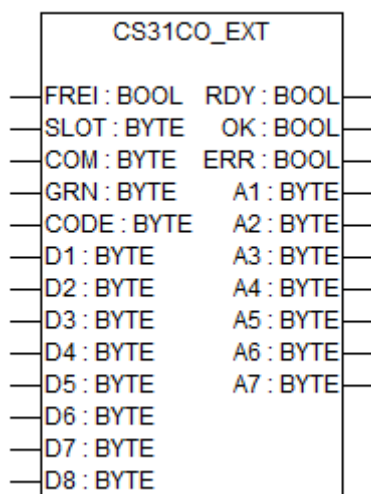 CS31CO_EXT
FREI : BOOL RDY : BOOL
SLOT : BYTE OK : BOOL
COM : BYTE ERR : BOOL
GRN : BYTE A1 : BYTE
CODE : BYTE A2 : BYTE
D1 : BYTE A3 : BYTE
D2 : BYTE A4 : BYTE
D3 : BYTE A5 : BYTE
D4 : BYTE A6 : BYTE
D5 : BYTE A7 : BYTE
D6 : BYTE
D7 : BYTE
D8 : BYTE